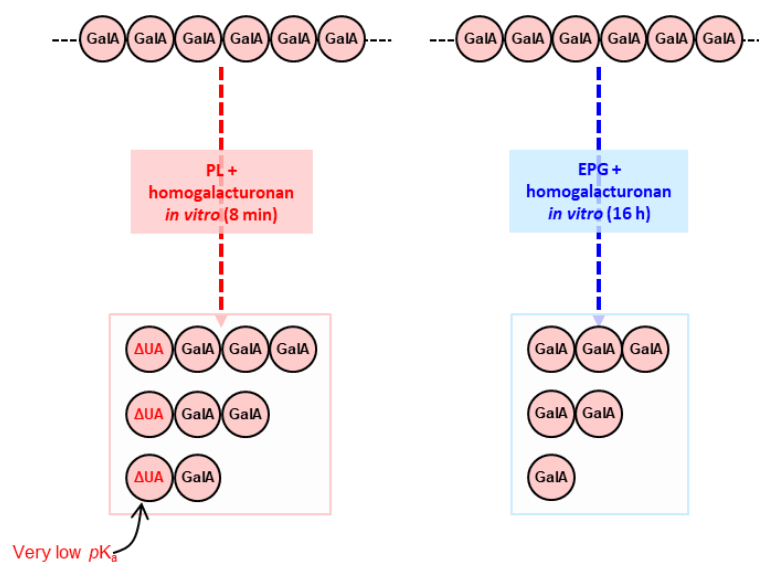 GalA GalA GalA GalA GalA GalA
GalA GalA GalA GalA GalA GalA
PL +
homogalacturonan
in vitro (8 min)
EPG +
homogalacturonan
in vitro (16 h)
ΔUA GalA GalA GalA
ΔUA GalA GalA
ΔUA GalA
Very low pKa
GalA GalA GalA
GalA GalA
GalA